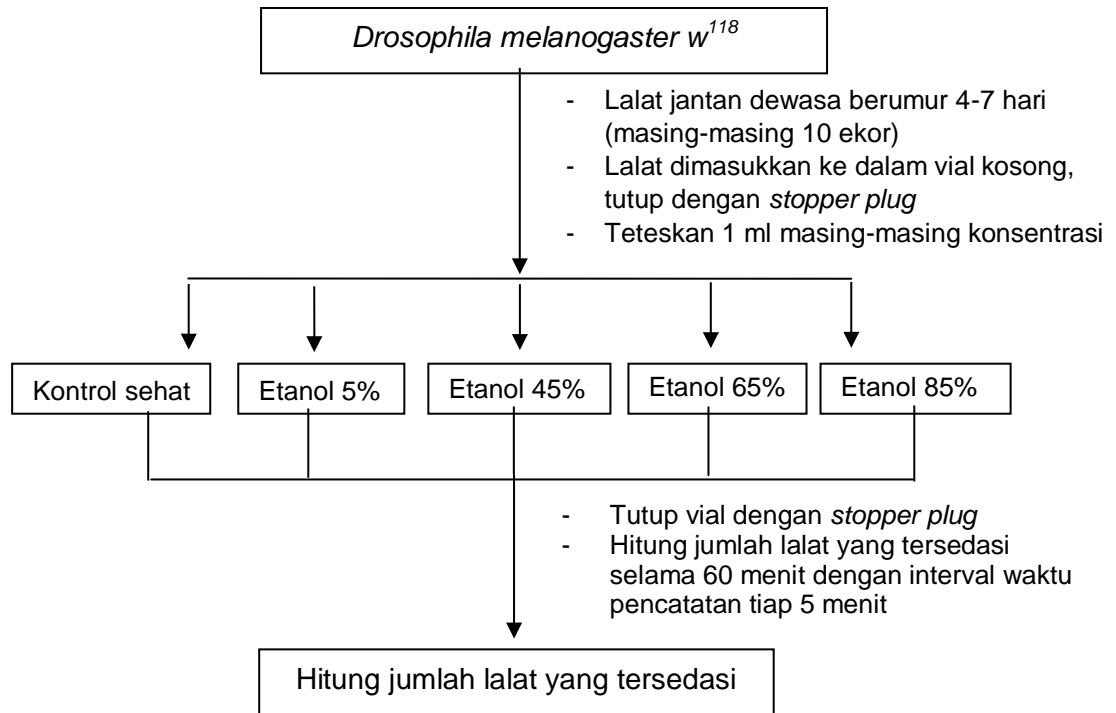 Drosophila melanogaster w118
- Lalat jantan dewasa berumur 4-7 hari
(masing-masing 10 ekor)
- Lalat dimasukkan ke dalam vial kosong,
tutup dengan stopper plug
- Teteskan 1 ml masing-masing konsentrasi
Kontrol sehat
Etanol 5%
Etanol 45%
Etanol 65%
Etanol 85%
- Tutup vial dengan stopper plug
- Hitung jumlah lalat yang tersedasi
selama 60 menit dengan interval waktu
pencatatan tiap 5 menit
Hitung jumlah lalat yang tersedasi